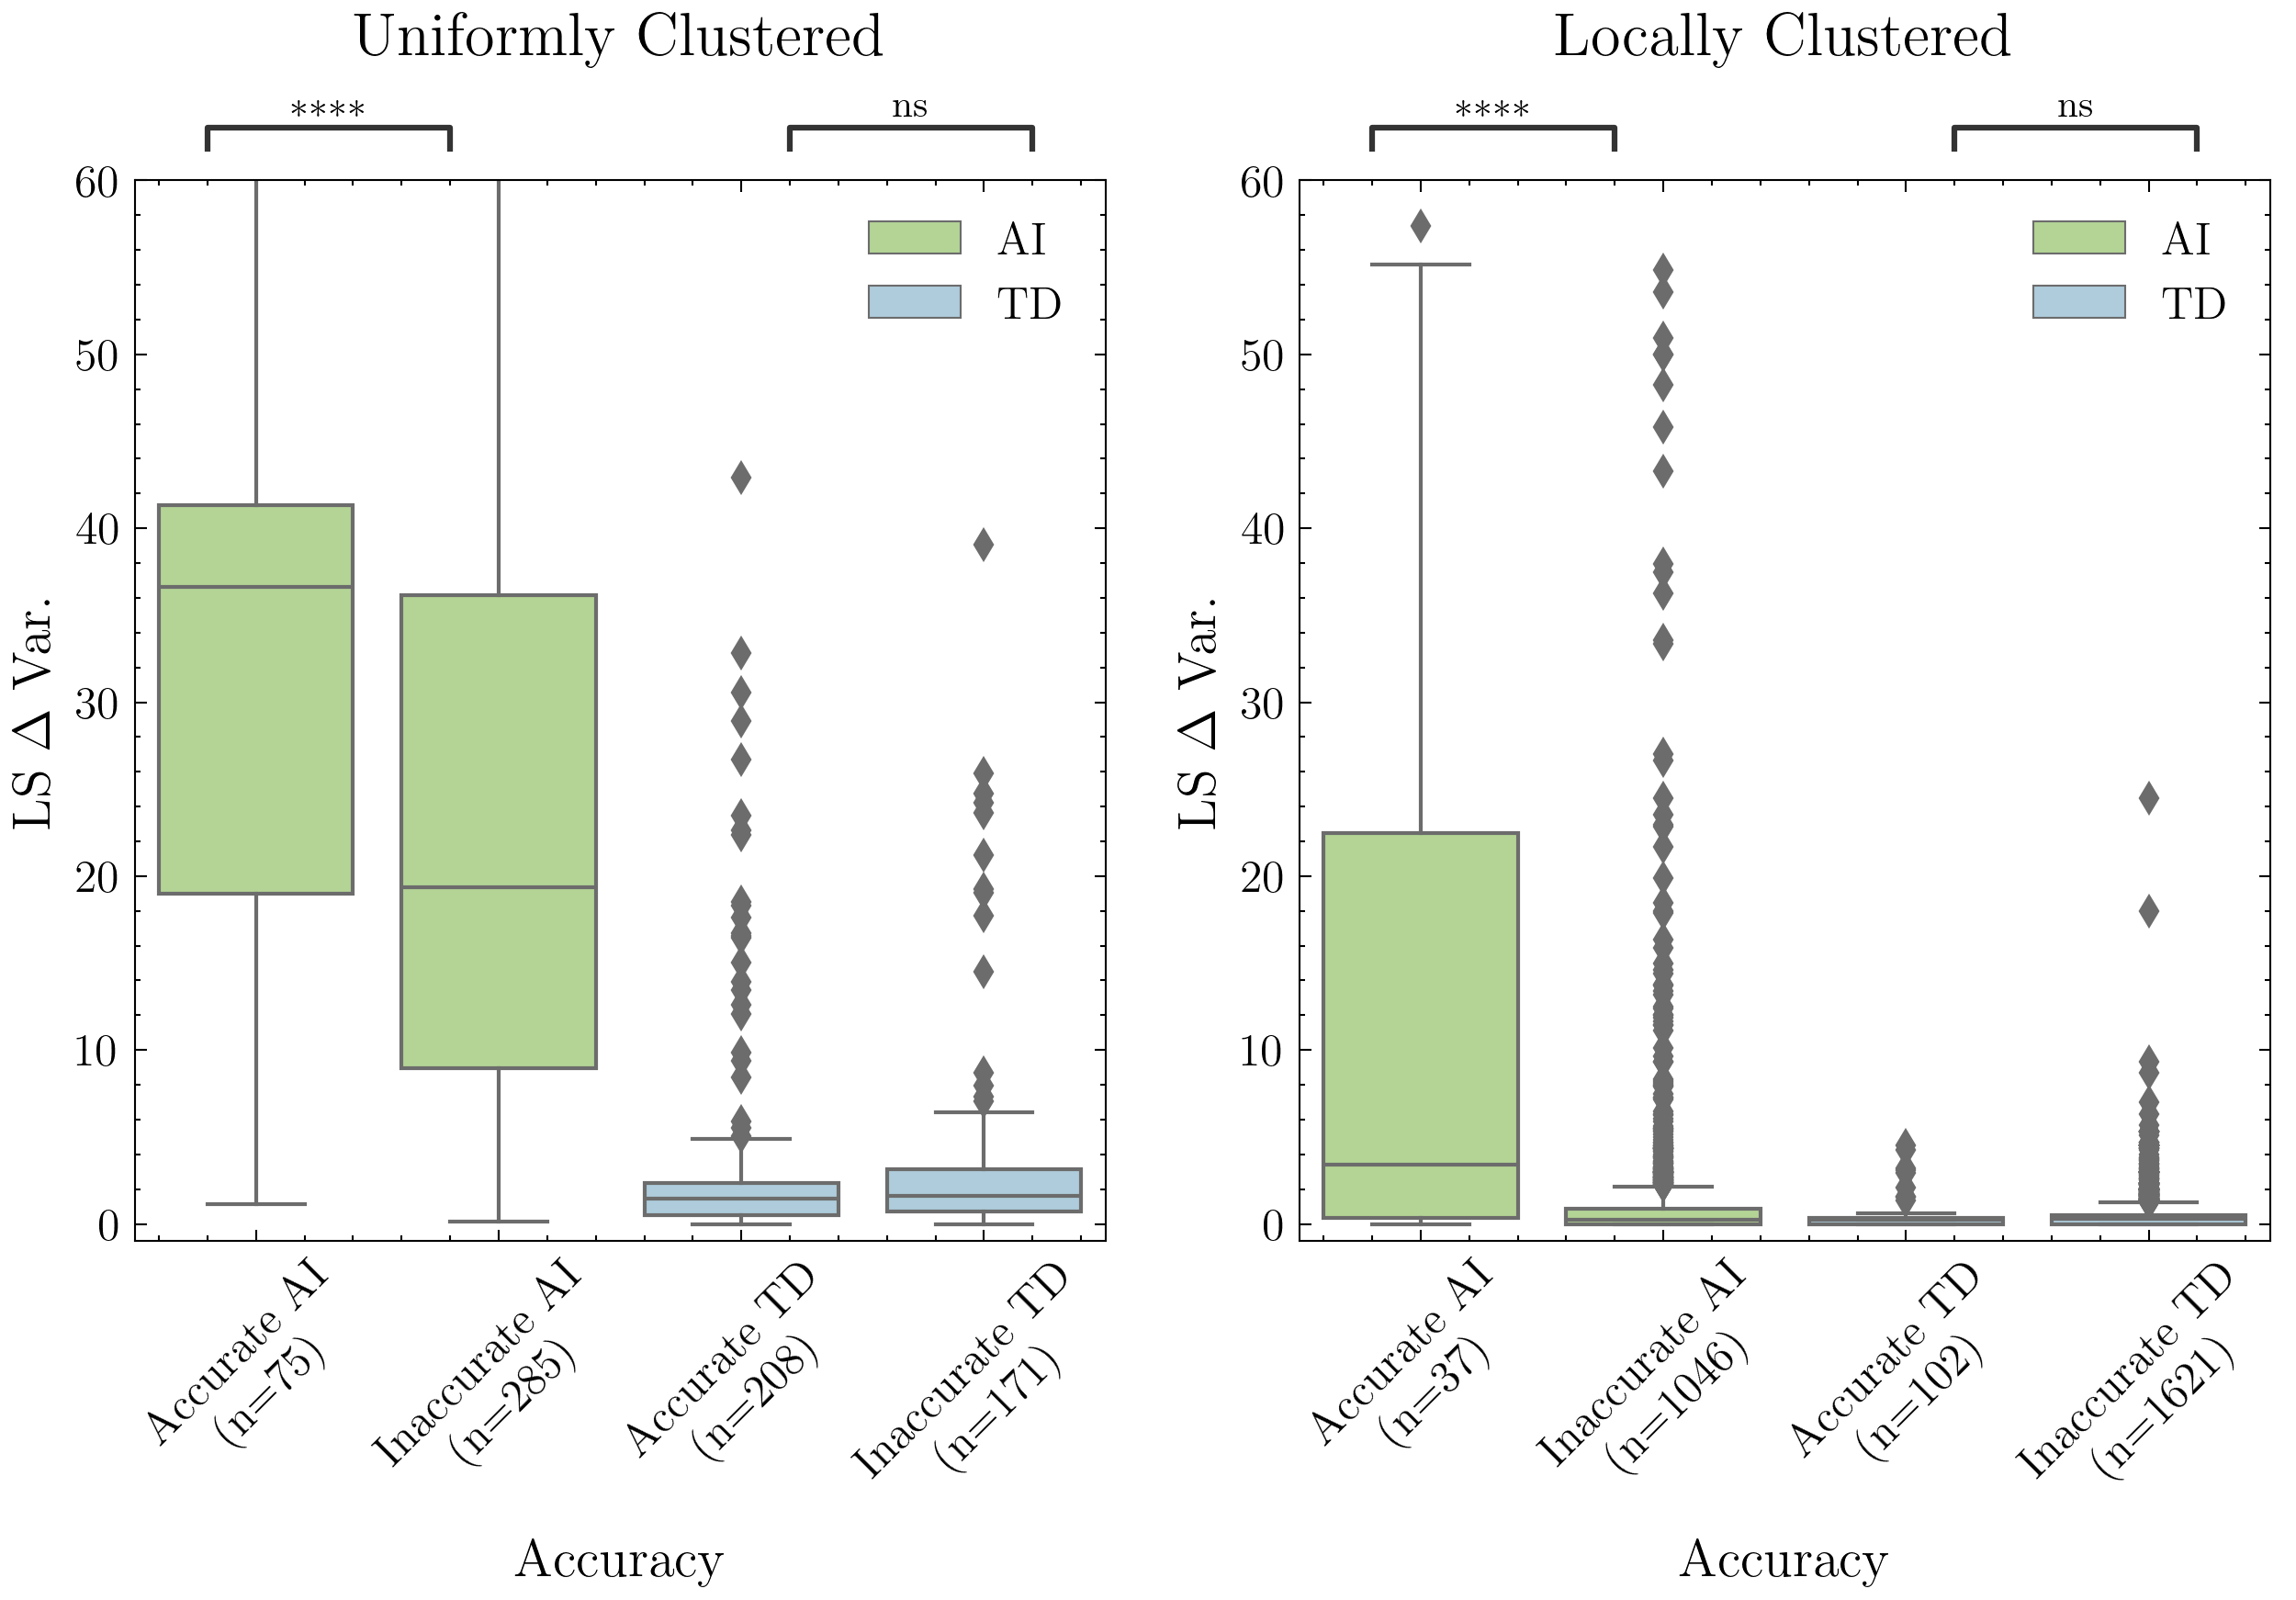 Uniformly Clustered
****
ns
60
50
40
30
20
10
0
LS Δ Var.
AI
TD
Accurate AI
(n=75)
Inaccurate AI
(n=285)
Accurate TD
(n=208)
Inaccurate TD
(n=171)
Accuracy
Locally Clustered
****
ns
60
50
40
30
20
10
0
LS Δ Var.
AI
TD
Accurate AI
(n=37)
Inaccurate AI
(n=1046)
Accurate TD
(n=102)
Inaccurate TD
(n=1621)
Accuracy